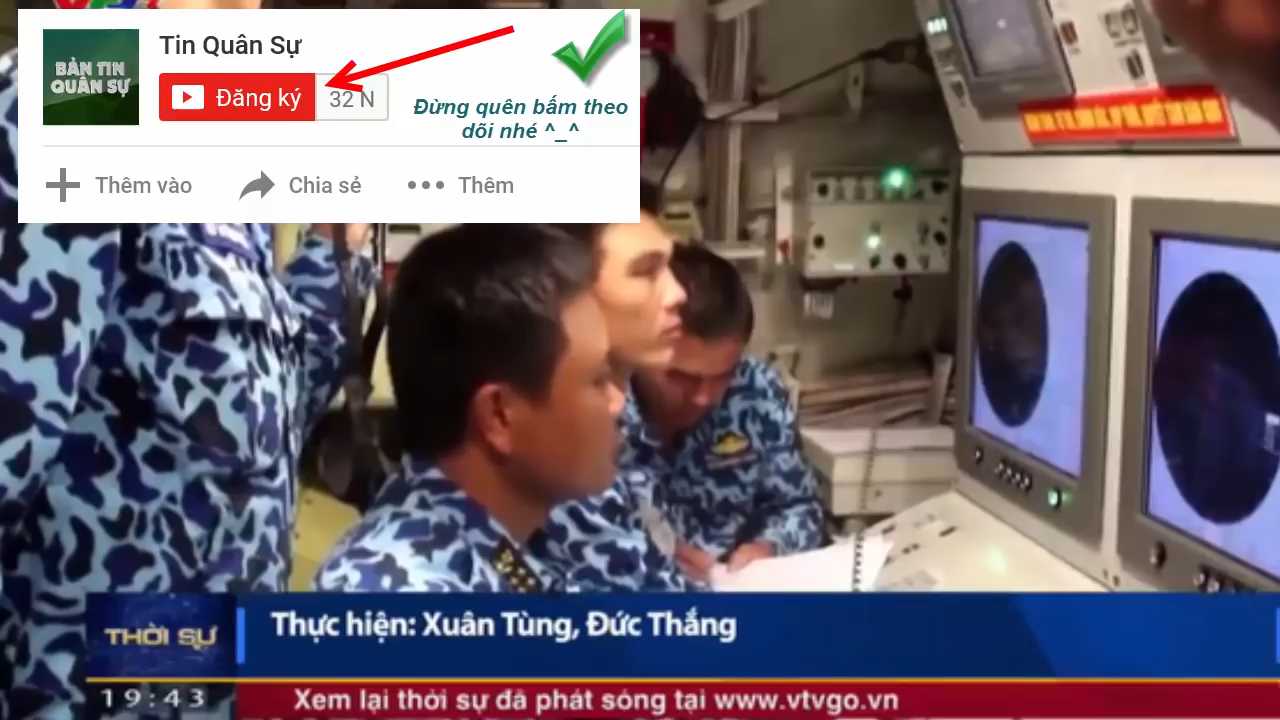 Tin Quân Sự
BẢN TIN
QUÂN SỰ
Đăng ký
32 N
Đừng quên bấm theo
dõi nhé ^_^
Thêm vào
Chia sẻ
Thêm
THỜI SỰ
Thực hiện: Xuân Tùng, Đức Thắng
19:43
Xem lại thời sự đã phát sóng tại www.vtvgo.vn